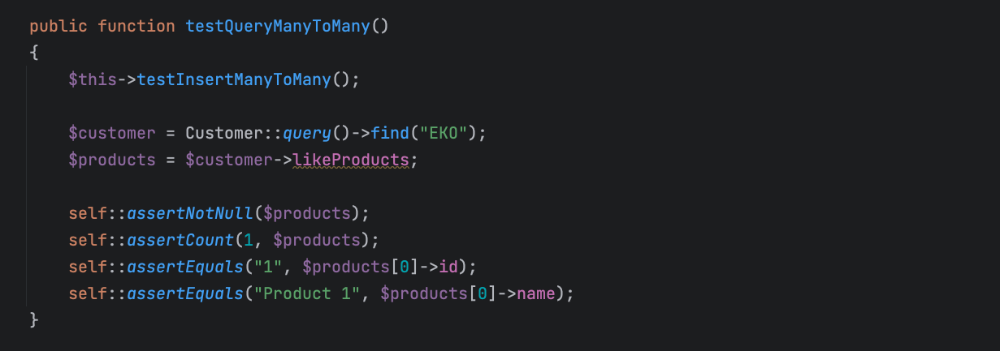 public function testQueryManyToMany()
{
    $this->testInsertManyToMany();

    $customer = Customer::query()->find("EKO");
    $products = $customer->likeProducts;

    self::assertNotNull($products);
    self::assertCount(1, $products);
    self::assertEquals("1", $products[0]->id);
    self::assertEquals("Product 1", $products[0]->name);
}